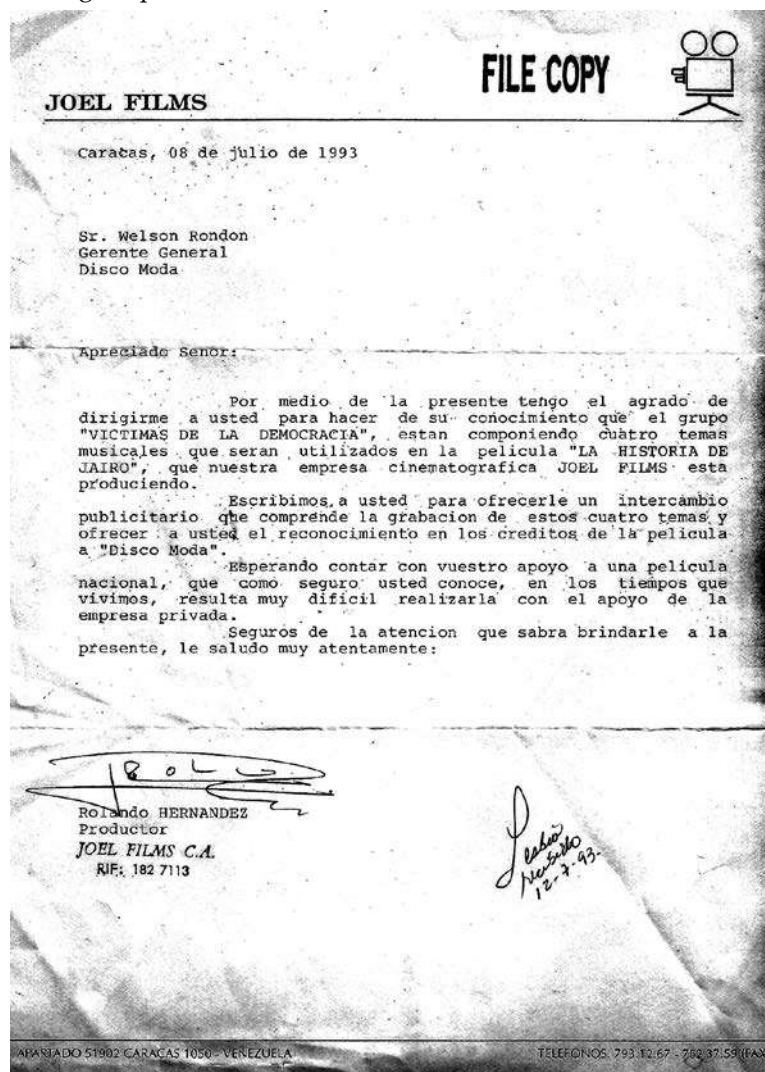 FILE COPY
JOEL FILMS
Caracas, 08 de julio de 1993
Sr. Welson Rondon
Gerente General
Disco Moda
Apreciado Senor:
Por medio de la presente tengo el agrado de
dirigirme a usted para hacer de su conocimiento que el grupo
"VICTIMAS DE LA DEMOCRACIA", estan componiendo cuatro temas
musicales que seran utilizados en la pelicula "LA HISTORIA DE
JAIRO", que nuestra empresa cinematografica JOEL FILMS esta
produciendo.
Escribimos a usted para ofrecerle un intercambio
publicitario que comprende la grabacion de estos cuatro temas y
ofrecer a usted el reconocimiento en los creditos de la pelicula
a "Disco Moda".
Esperando contar con vuestro apoyo a una pelicula
nacional, que como seguro usted conoce, en los tiempos que
vivimos, resulta muy dificil realizarla con el apoyo de la
empresa privada.
Seguros de la atencion que sabra brindarle a la
presente, le saludo muy atentamente:
Rolando HERNANDEZ
Productor
JOEL FILMS C.A.
RIF: 182 7113
12-7-93-
APARTADO 51902 CARACAS 1050 - VENEZUELA
TELEFONOS: 793.12.67 - 782.37.59 (FAX